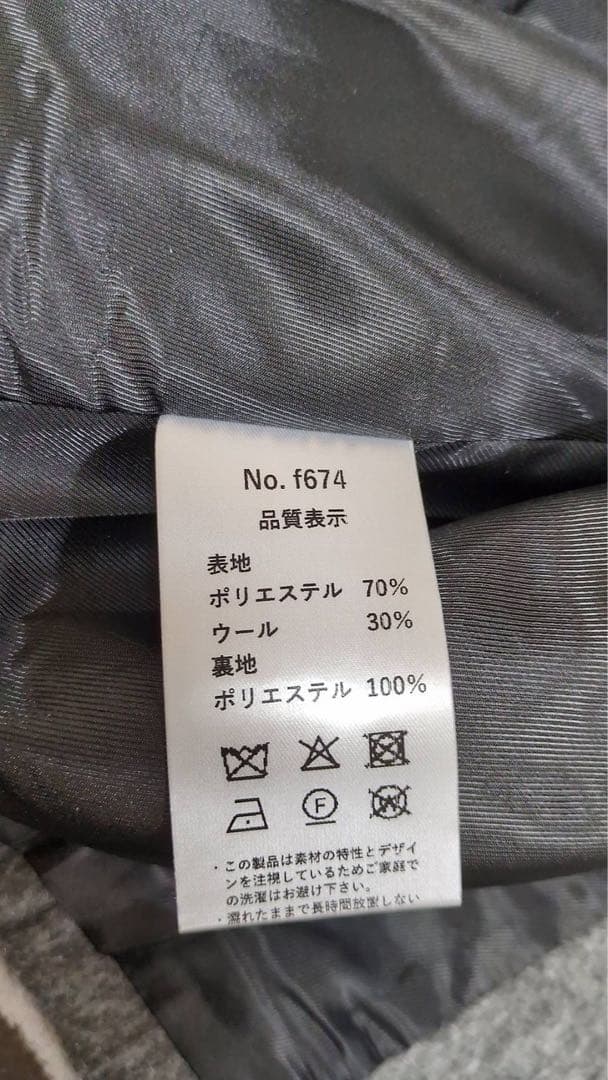 No. f674
品質表示
表地
ポリエステル 70%
ウール 30%
裏地
ポリエステル 100%
F
・この製品は素材の特性とデザイ
ンを注視しているためご家庭で
の洗濯はお避け下さい。
・濡れたままで長時間放置しない